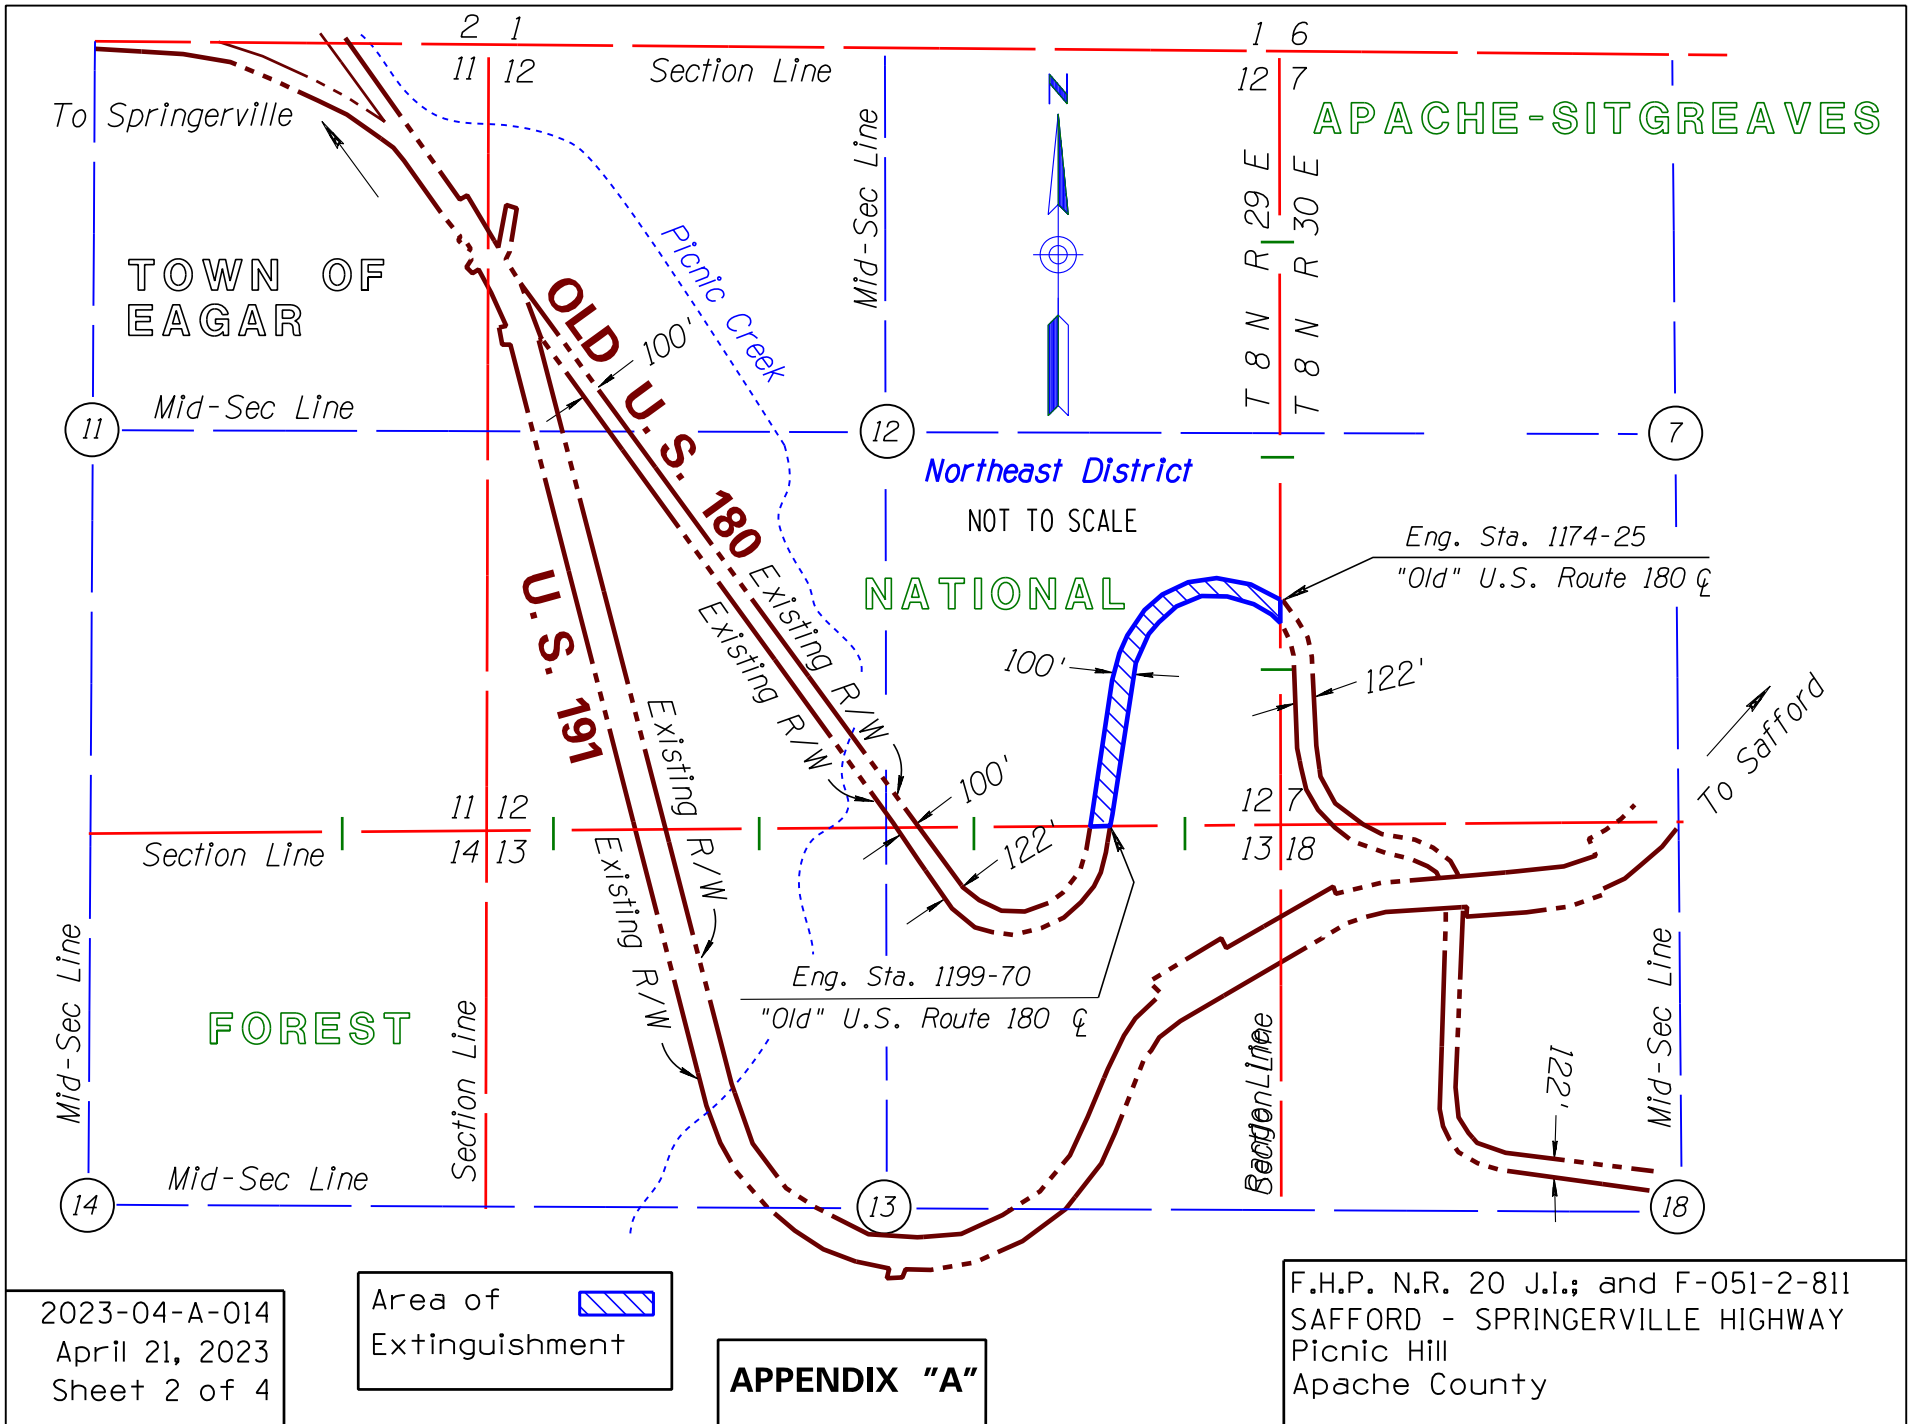 2 1
1 6
11 12
Section Line
12 7
To Springerville
APACHE-SITGREAVES
N
Mid-Sec Line
T 8 N R 29 E
T 8 N R 30 E
TOWN OF
EAGAR
Picnic Creek
OLD U.S. 180
100'
Mid-Sec Line
11
12
7
Northeast District
NOT TO SCALE
Eng. Sta. 1174-25
"Old" U.S. Route 180 ℄
NATIONAL
U.S. 191
Existing R/W
Existing R/W
Existing R/W
Existing R/W
100'
122'
To Safford
100'
122'
11 12
14 13
12 7
13 18
Section Line
Mid-Sec Line
Eng. Sta. 1199-70
"Old" U.S. Route 180 ℄
FOREST
Section Line
Range Line
Section Line
122'
Mid-Sec Line
Mid-Sec Line
14
13
18
2023-04-A-014
April 21, 2023
Sheet 2 of 4
Area of
Extinguishment
APPENDIX "A"
F.H.P. N.R. 20 J.I.; and F-051-2-811
SAFFORD - SPRINGERVILLE HIGHWAY
Picnic Hill
Apache County